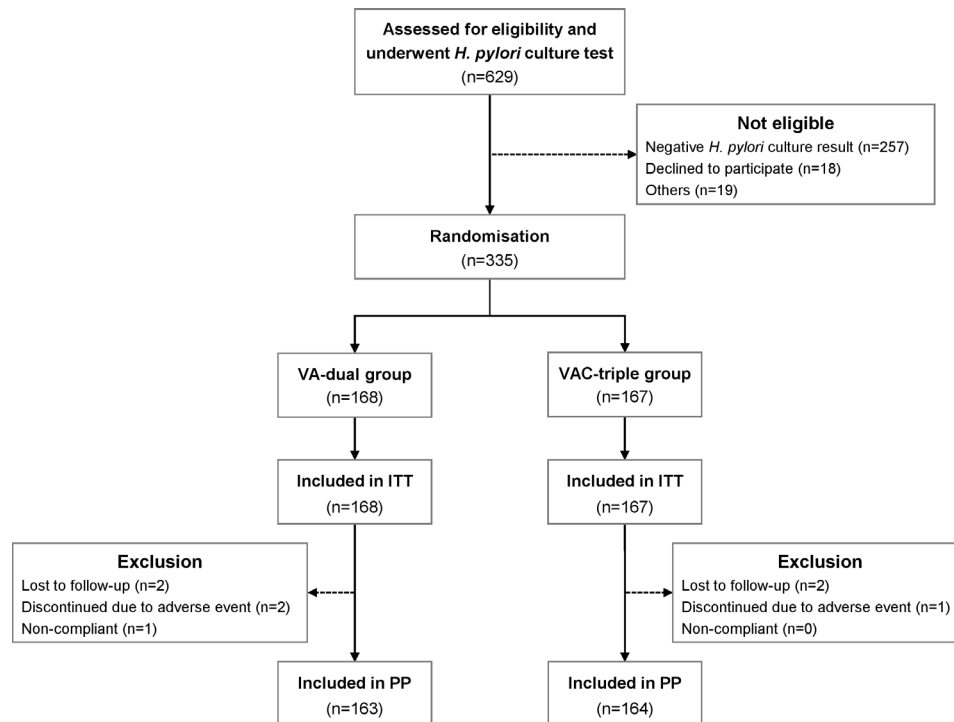 Assessed for eligibility and
underwent H. pylori culture test
(n=629)
Not eligible
Negative H. pylori culture result (n=257)
Declined to participate (n=18)
Others (n=19)
Randomisation
(n=335)
VA-dual group
(n=168)
VAC-triple group
(n=167)
Included in ITT
(n=168)
Included in ITT
(n=167)
Exclusion
Lost to follow-up (n=2)
Discontinued due to adverse event (n=2)
Non-compliant (n=1)
Exclusion
Lost to follow-up (n=2)
Discontinued due to adverse event (n=1)
Non-compliant (n=0)
Included in PP
(n=163)
Included in PP
(n=164)